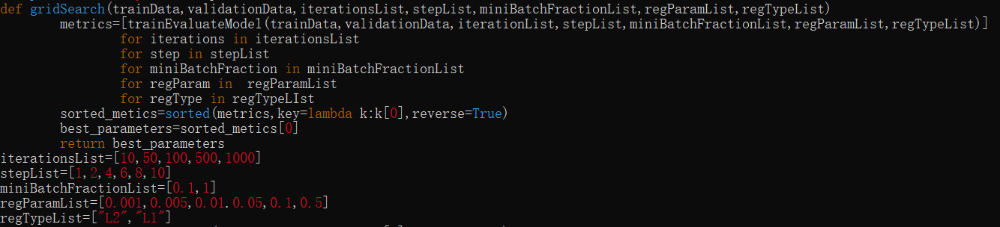 def gridSearch(trainData,validationData,iterationsList,stepList,miniBatchFractionList,regParamList,regTypeList)
        metrics=[trainEvaluateModel(trainData,validationData,iterationList,stepList,miniBatchFractionList,regParamList,regTypeList)]
                for iterations in iterationsList
                for step in stepList
                for miniBatchFraction in miniBatchFractionList
                for regParam in  regParamList
                for regType in regTypeLIst
        sorted_metics=sorted(metrics,key=lambda k:k[0],reverse=True)
        best_parameters=sorted_metics[0]
        return best_parameters
iterationsList=[10,50,100,500,1000]
stepList=[1,2,4,6,8,10]
miniBatchFractionList=[0.1,1]
regParamList=[0.001,0.005,0.01.0.05,0.1,0.5]
regTypeList=["L2","L1"]